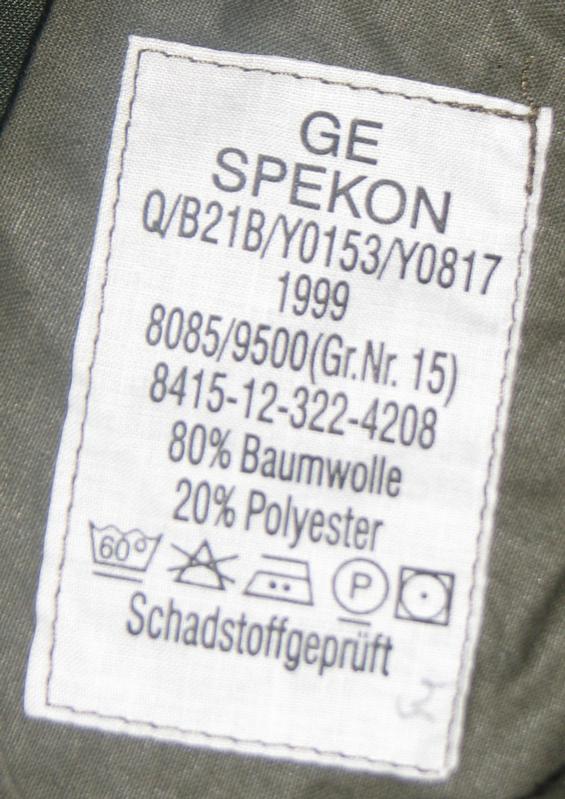 GE
SPEKON
Q/B21B/Y0153/Y0817
1999
8085/9500(Gr.Nr. 15)
8415-12-322-4208
80% Baumwolle
20% Polyester
60° P
Schadstoffgeprüft